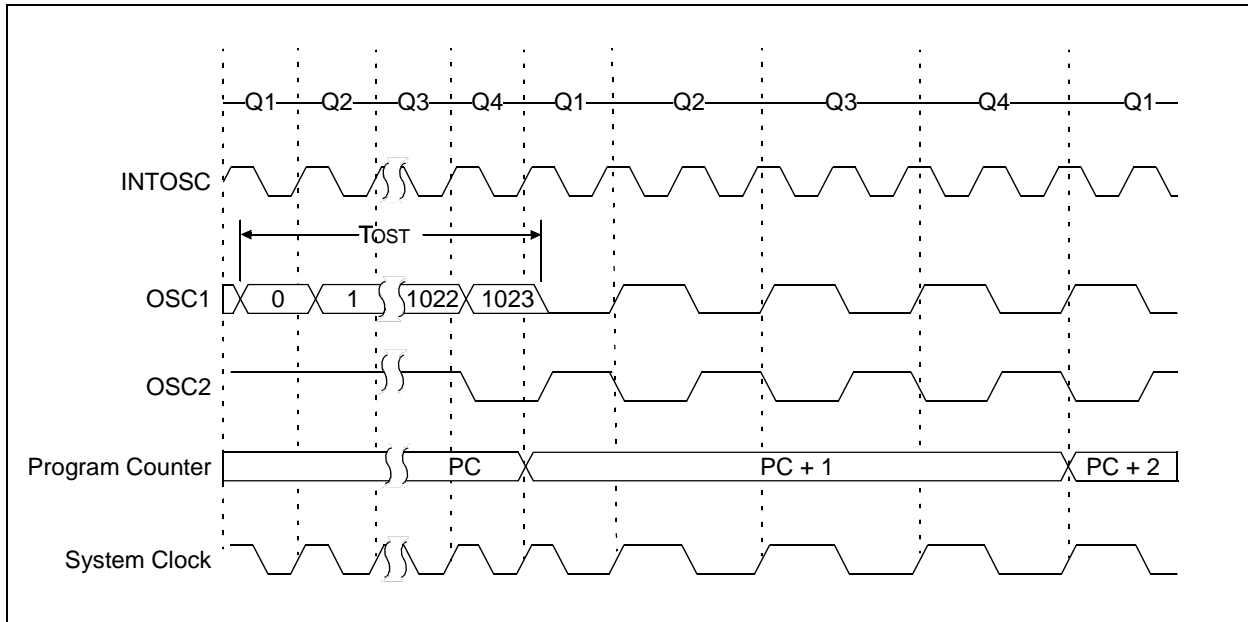 Q1 Q2 Q3 Q4 Q1 Q2 Q3 Q4 Q1
INTOSC
TOST
OSC1 0 1 1022 1023
OSC2
Program Counter PC PC + 1 PC + 2
System Clock